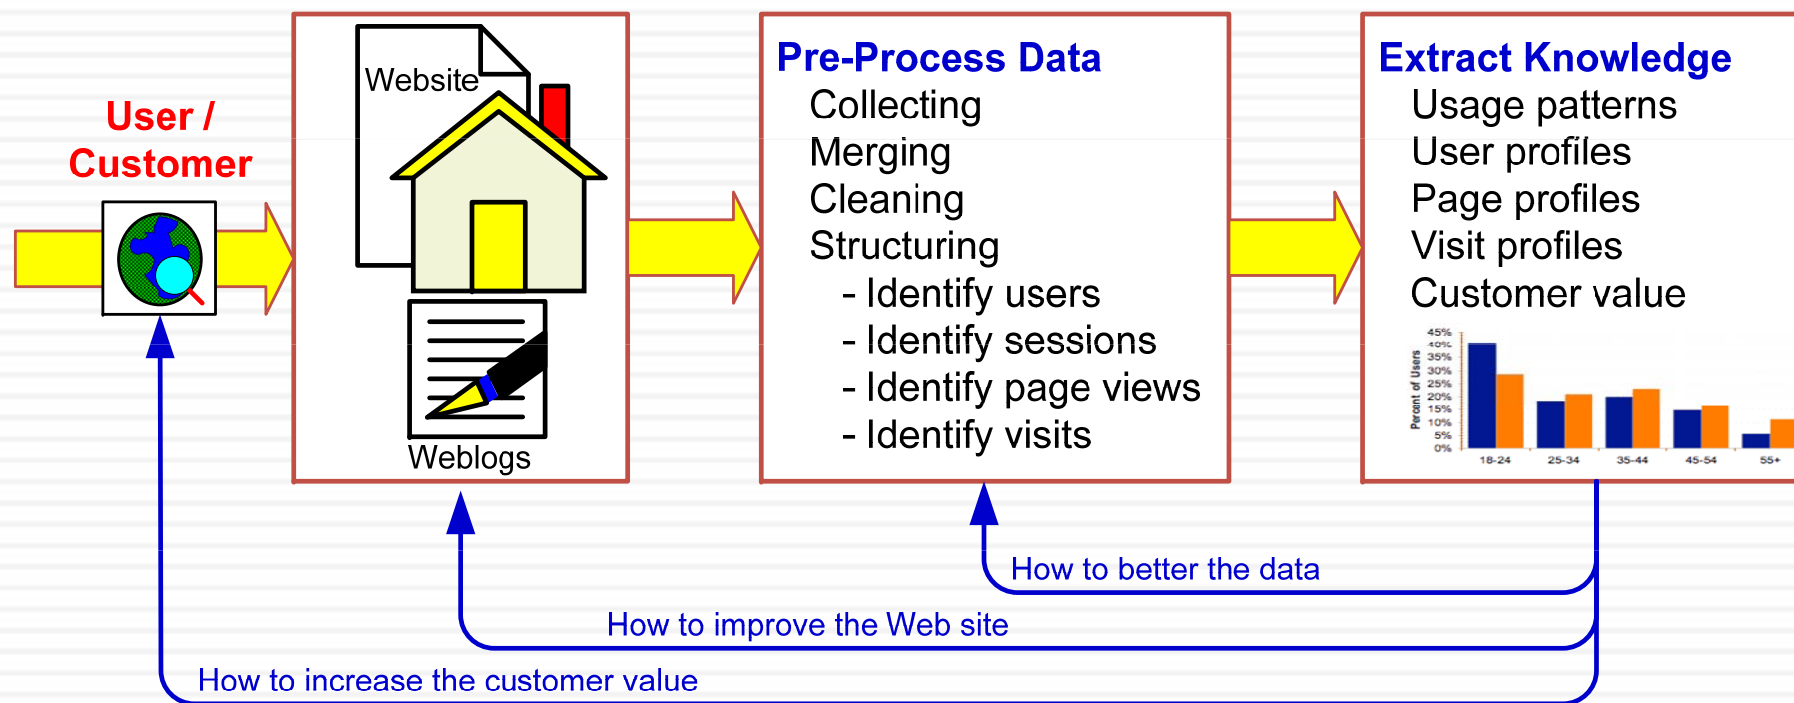 User /
Customer
Website
Weblogs
Pre-Process Data
Collecting
Merging
Cleaning
Structuring
- Identify users
- Identify sessions
- Identify page views
- Identify visits
Extract Knowledge
Usage patterns
User profiles
Page profiles
Visit profiles
Customer value
Percent of Users
45%
40%
35%
30%
25%
20%
15%
10%
5%
0%
18-24 25-34 35-44 45-54 55+
How to better the data
How to improve the Web site
How to increase the customer value